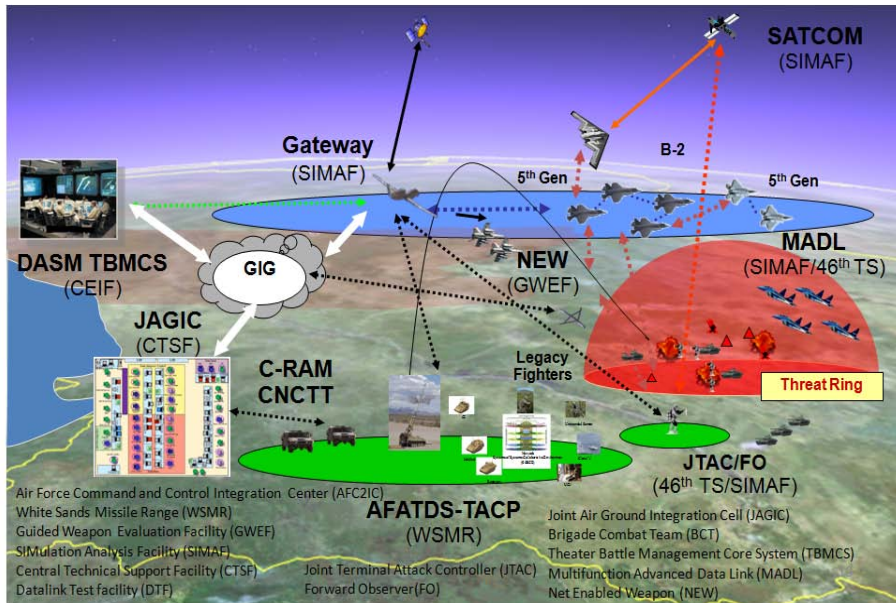 SATCOM
(SIMAF)
Gateway
(SIMAF)
B-2
5th Gen
5th Gen
DASM TBMCS
(CEIF)
GIG
NEW
(GWEF)
MADL
(SIMAF/46th TS)
JAGIC
(CTSF)
C-RAM
CNCTT
Legacy
Fighters
Threat Ring
JTAC/FO
(46th TS/SIMAF)
AFATDS-TACP
(WSMR)
Air Force Command and Control Integration Center (AFC2IC)
White Sands Missile Range (WSMR)
Guided Weapon Evaluation Facility (GWEF)
SIMulation Analysis Facility (SIMAF)
Central Technical Support Facility (CTSF)
Datalink Test facility (DTF)
Joint Terminal Attack Controller (JTAC)
Forward Observer(FO)
Joint Air Ground Integration Cell (JAGIC)
Brigade Combat Team (BCT)
Theater Battle Management Core System (TBMCS)
Multifunction Advanced Data Link (MADL)
Net Enabled Weapon (NEW)